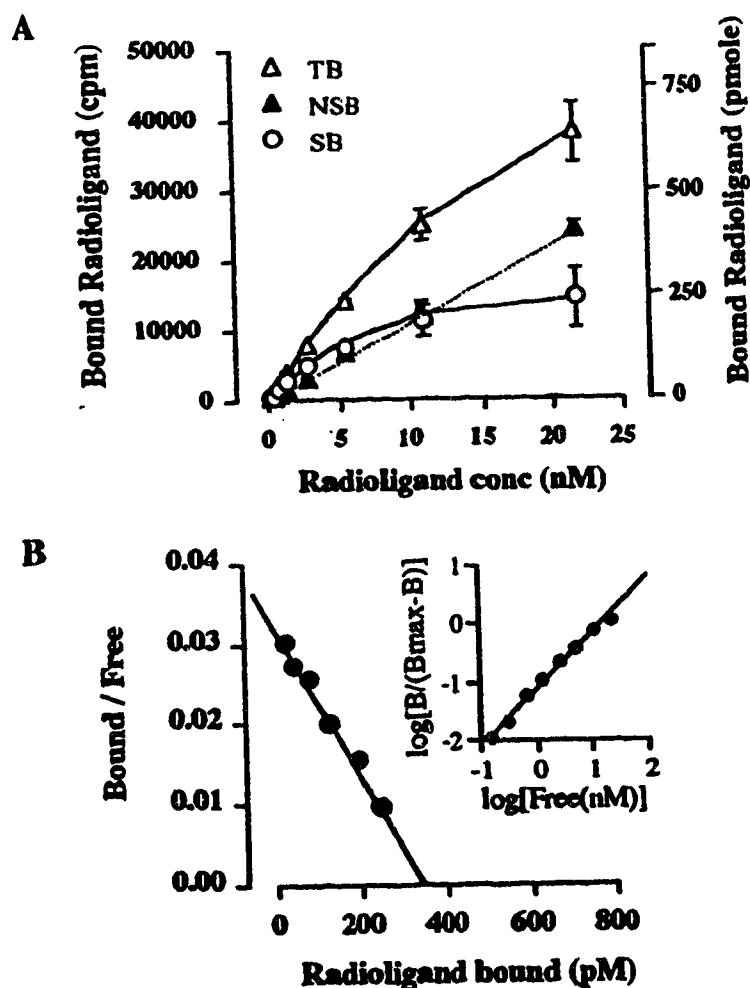 A
Bound Radioligand (cpm)
50000
40000
30000
20000
10000
0
TB
NSB
SB
750
500
250
0
Bound Radioligand (pmole)
0 5 10 15 20 25
Radioligand conc (nM)
B
Bound / Free
0.04
0.03
0.02
0.01
0.00
0 200 400 600 800
Radioligand bound (pM)
log[B/(Bmax-B)]
1
0
-1
-2
-1 0 1 2
log[Free(nM)]